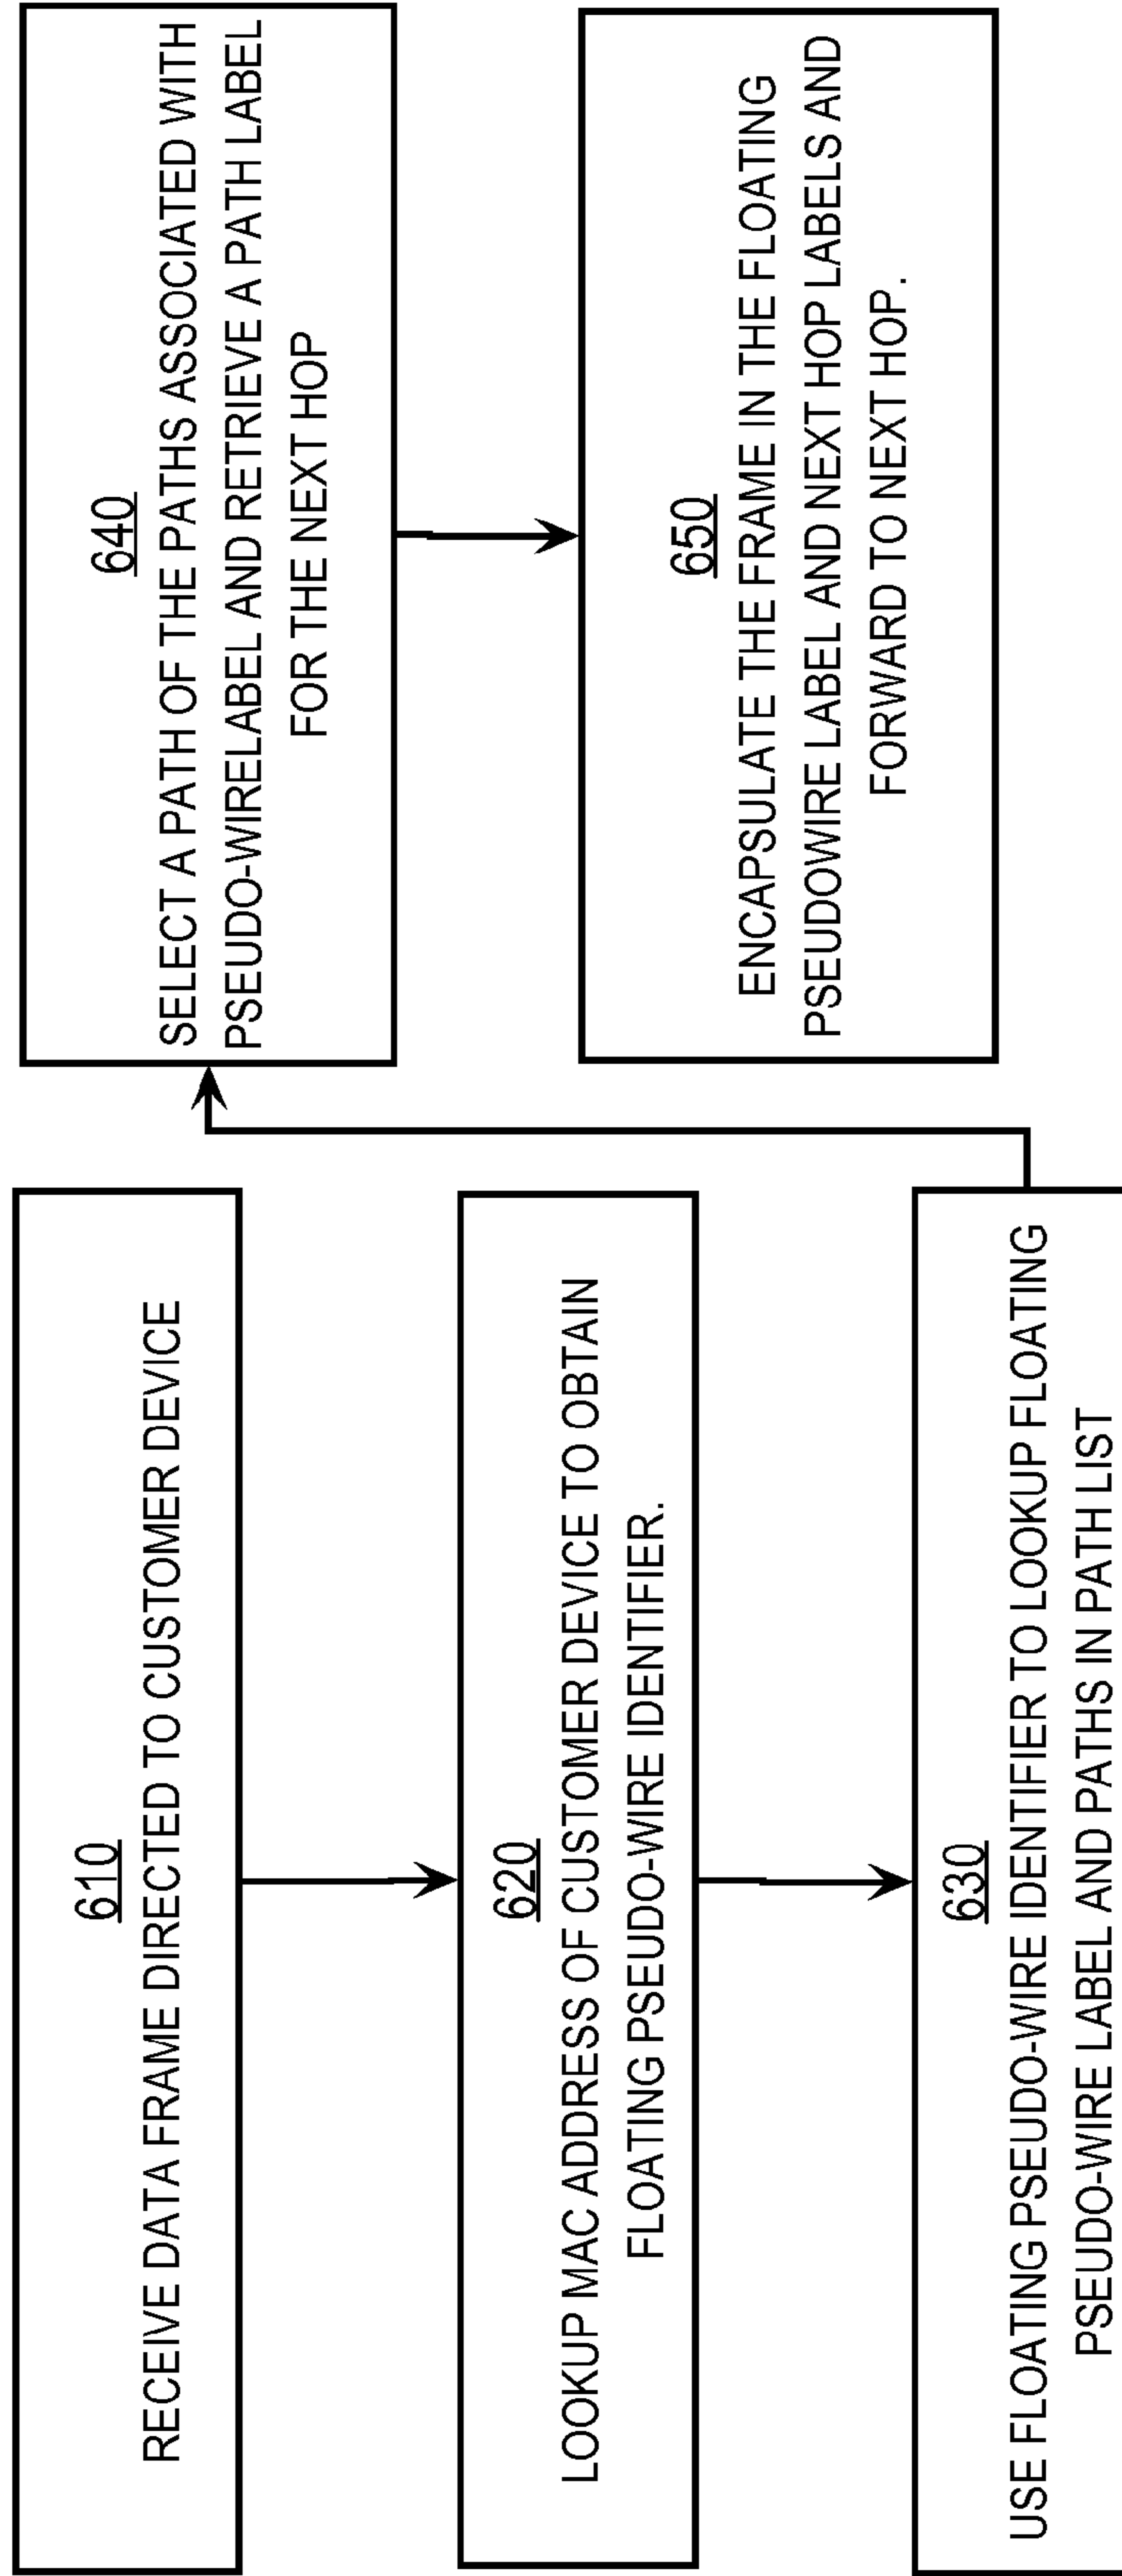 610
RECEIVE DATA FRAME DIRECTED TO CUSTOMER DEVICE
620
LOOKUP MAC ADDRESS OF CUSTOMER DEVICE TO OBTAIN
FLOATING PSEUDO-WIRE IDENTIFIER.
630
USE FLOATING PSEUDO-WIRE IDENTIFIER TO LOOKUP FLOATING
PSEUDO-WIRE LABEL AND PATHS IN PATH LIST
640
SELECT A PATH OF THE PATHS ASSOCIATED WITH
PSEUDO-WIRELABEL AND RETRIEVE A PATH LABEL
FOR THE NEXT HOP
650
ENCAPSULATE THE FRAME IN THE FLOATING
PSEUDOWIRE LABEL AND NEXT HOP LABELS AND
FORWARD TO NEXT HOP.